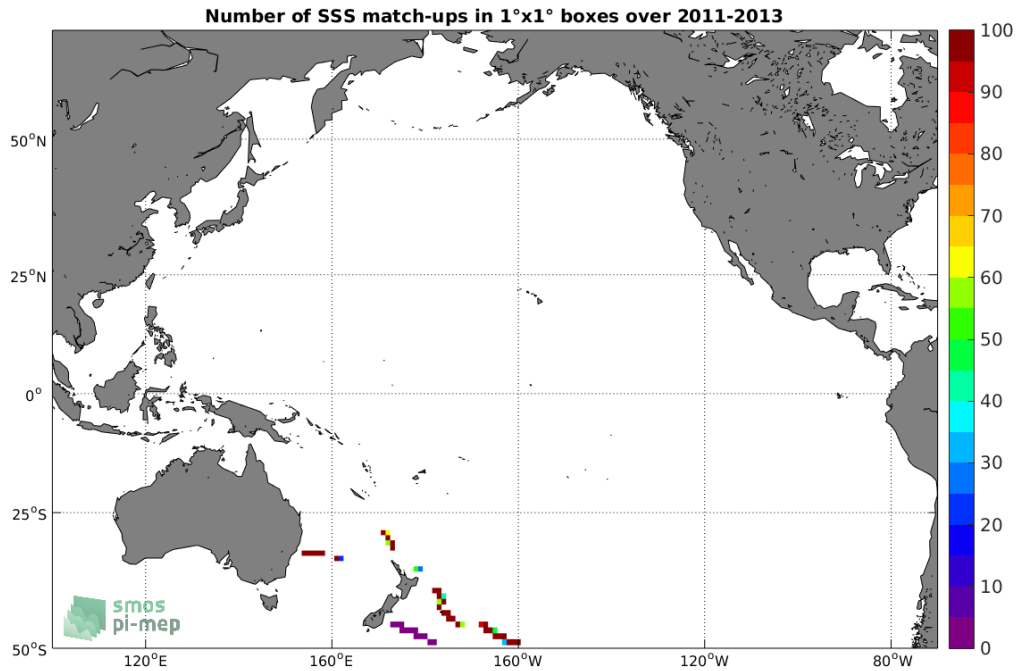 Number of SSS match-ups in 1°x1° boxes over 2011-2013
50°N
25°N
0°
25°S
50°S
120°E
160°E
160°W
120°W
80°W
100
90
80
70
60
50
40
30
20
10
0
smos
pi-mep